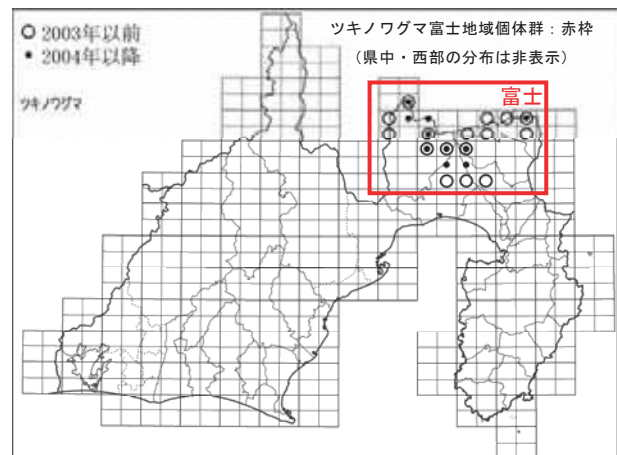 ○ 2003年以前
• 2004年以降
ツキノワグマ
ツキノワグマ富士地域個体群：赤枠
（県中・西部の分布は非表示）
富士